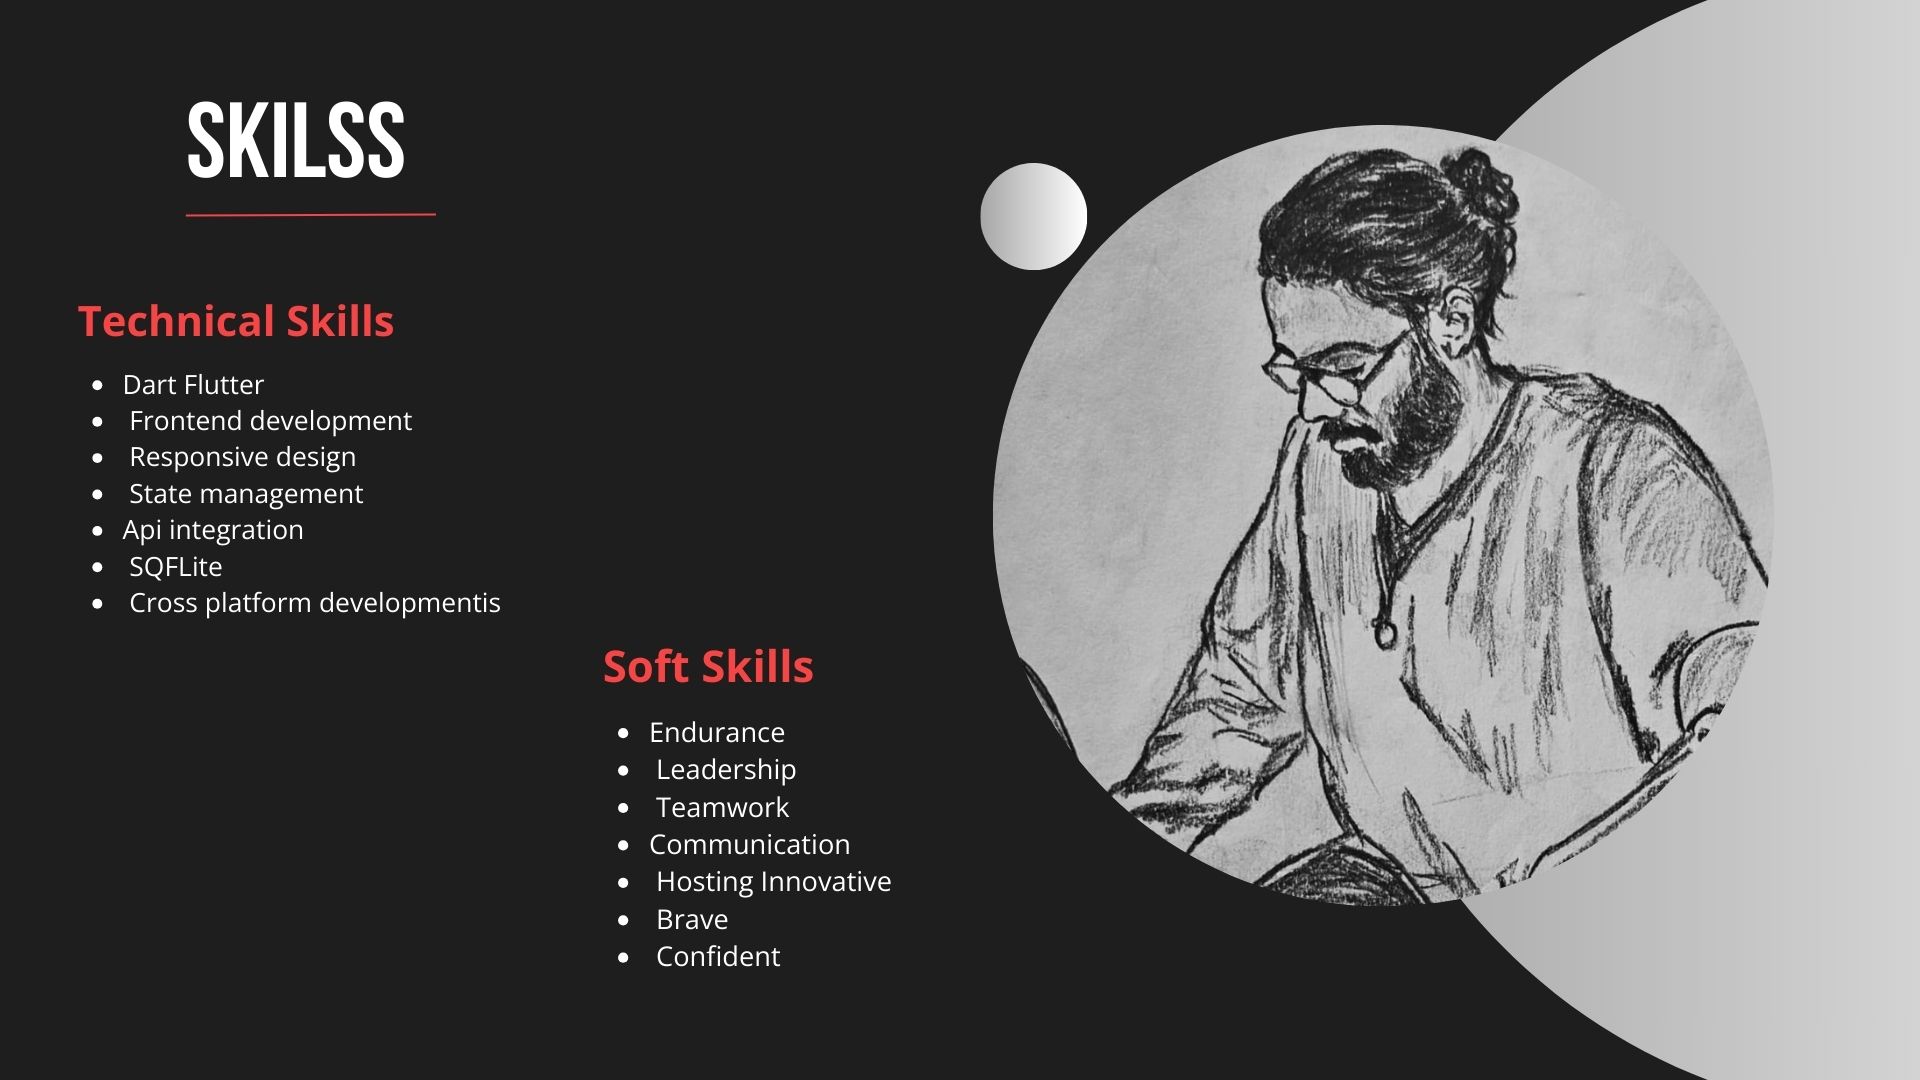 SKILSS
Technical Skills
Dart Flutter
Frontend development
Responsive design
State management
Api integration
SQFLite
Cross platform developmentis
Soft Skills
Endurance
Leadership
Teamwork
Communication
Hosting Innovative
Brave
Confident